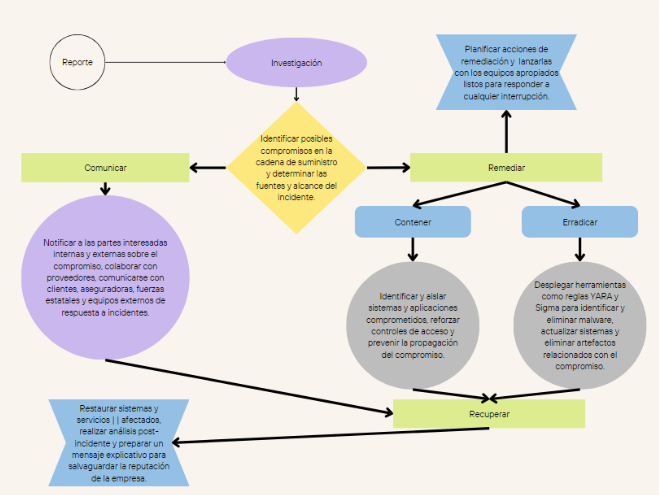 Reporte
Investigación
Planificar acciones de
remediación y lanzarlas
con los equipos apropiados
listos para responder a
cualquier interrupción.
Identificar posibles
compromisos en la
cadena de suministro
y determinar las
fuentes y alcance del
incidente.
Comunicar
Remediar
Notificar a las partes interesadas
internas y externas sobre el
compromiso, colaborar con
proveedores, comunicarse con
clientes, aseguradoras, fuerzas
estatales y equipos externos de
respuesta a incidentes.
Contener
Erradicar
Identificar y aislar
sistemas y aplicaciones
comprometidos, reforzar
controles de acceso y
prevenir la propagación
del compromiso.
Desplegar herramientas
como reglas YARA y
Sigma para identificar y
eliminar malware,
actualizar sistemas y
eliminar artefactos
relacionados con el
compromiso.
Recuperar
Restaurar sistemas y
servicios | | afectados,
realizar análisis post-
incidente y preparar un
mensaje explicativo para
salvaguardar la reputación
de la empresa.